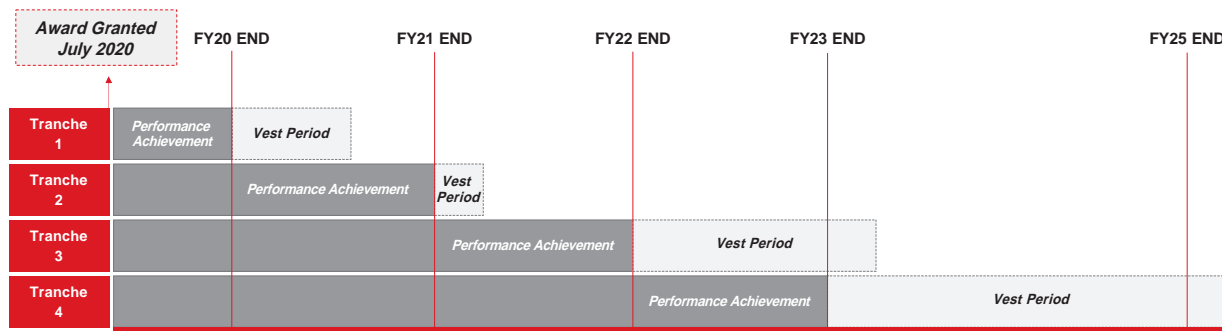 Award Granted
July 2020
FY20 END
FY21 END
FY22 END
FY23 END
FY25 END
Tranche
1
Performance
Achievement
Vest Period
Tranche
2
Performance Achievement
Vest
Period
Tranche
3
Performance Achievement
Vest Period
Tranche
4
Performance Achievement
Vest Period